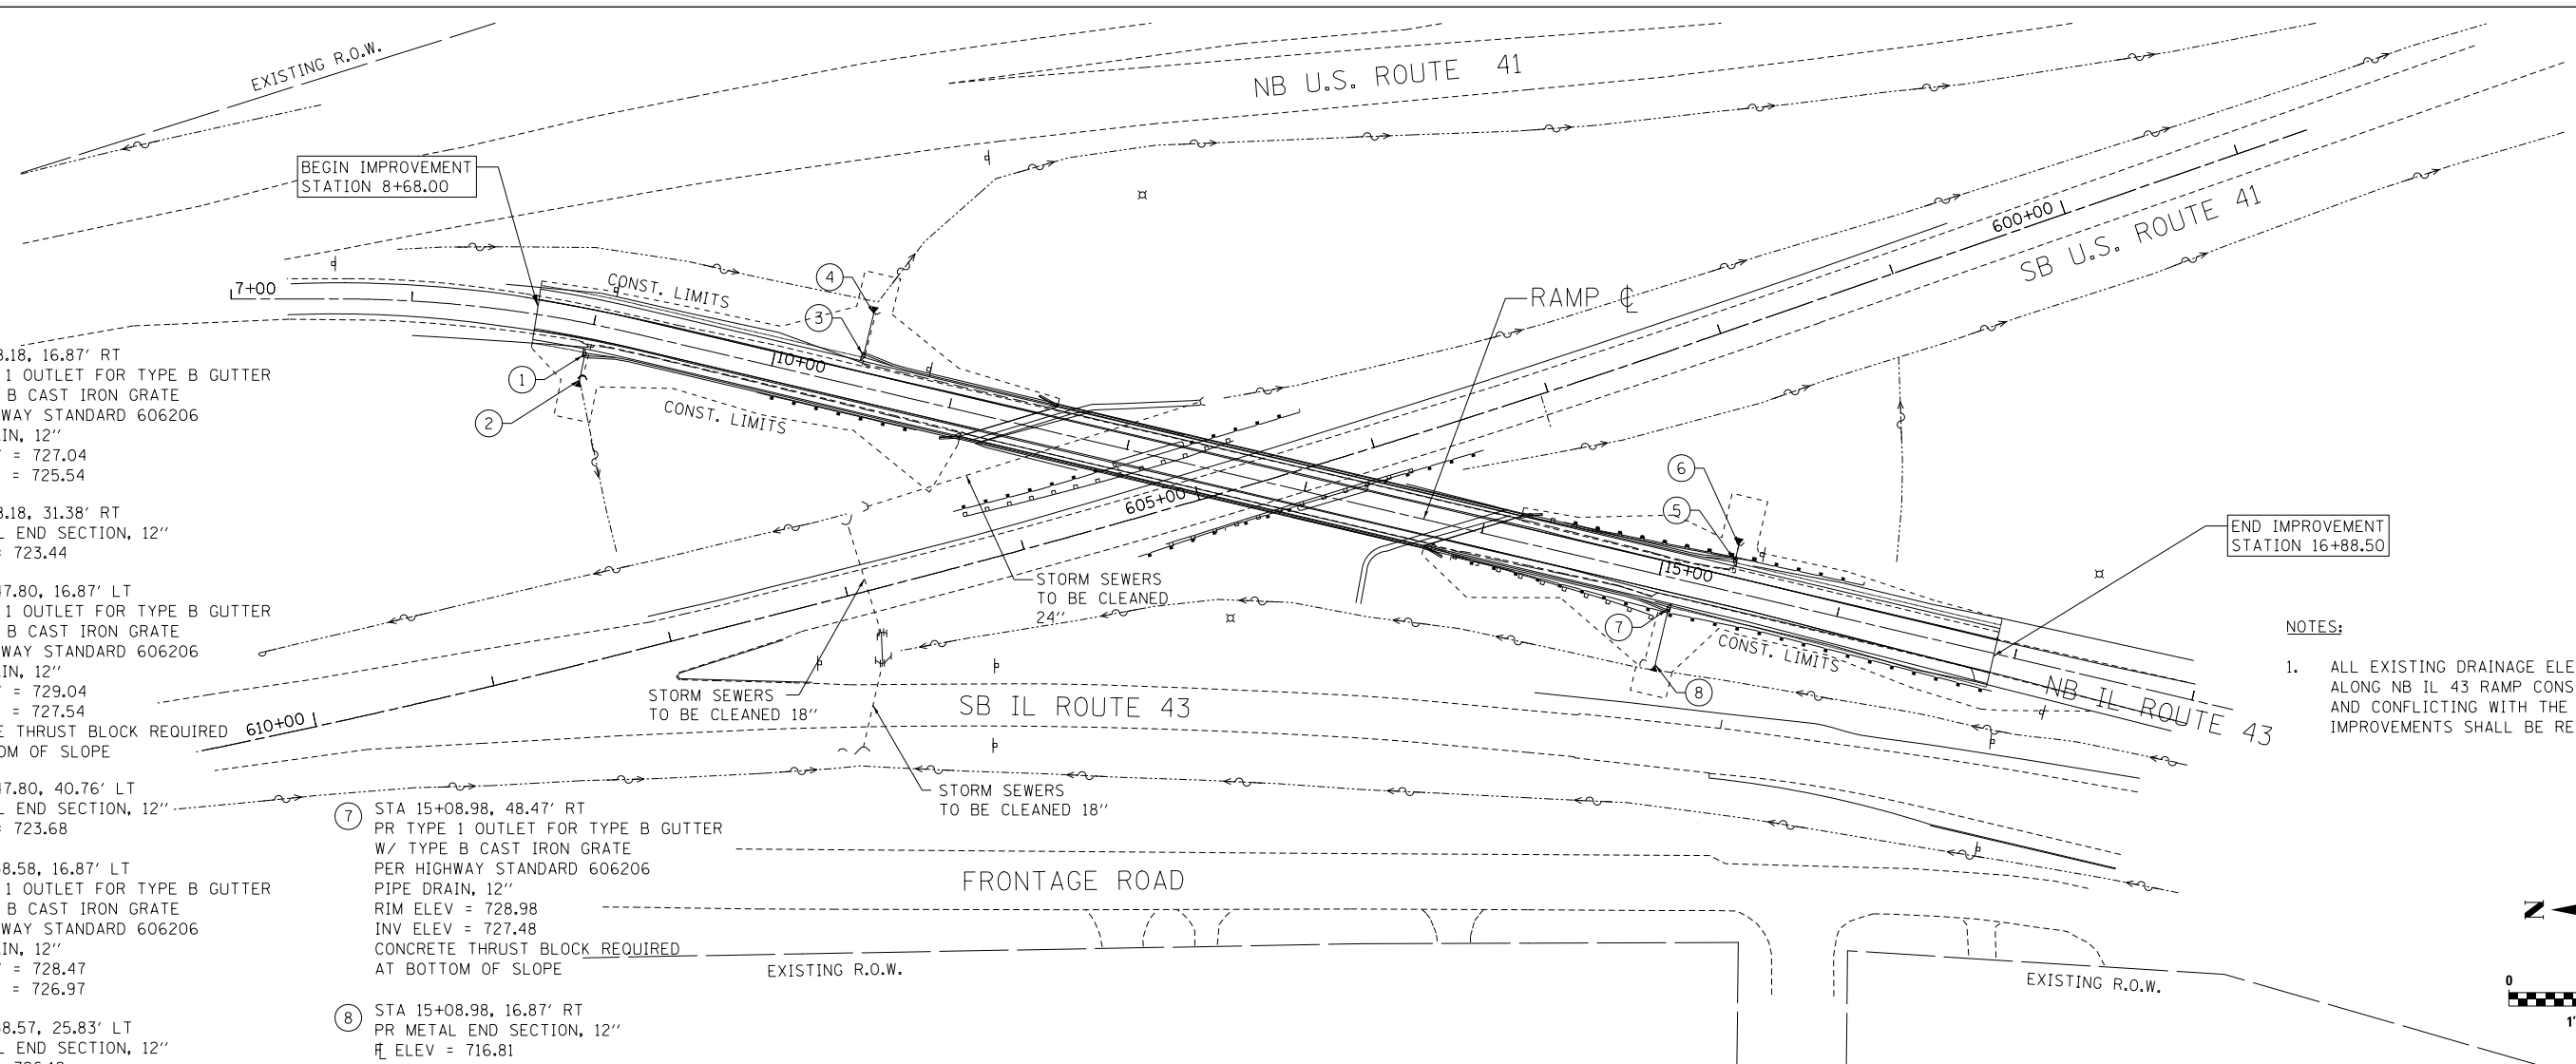 EXISTING R.O.W.
NB U.S. ROUTE 41
BEGIN IMPROVEMENT
STATION 8+68.00
600+00
SB U.S. ROUTE 41
CONST. LIMITS
4
3
7+00
RAMP ℄
10+00
1
2
CONST. LIMITS
605+00
6
5
15+00
END IMPROVEMENT
STATION 16+88.50
STORM SEWERS
TO BE CLEANED
24"
7
CONST. LIMITS
8
NB IL ROUTE 43
STORM SEWERS
TO BE CLEANED 18"
SB IL ROUTE 43
610+00
STORM SEWERS
TO BE CLEANED 18"
FRONTAGE ROAD
EXISTING R.O.W.
EXISTING R.O.W.
NOTES:
1. ALL EXISTING DRAINAGE ELE
ALONG NB IL 43 RAMP CONS
AND CONFLICTING WITH THE
IMPROVEMENTS SHALL BE RE
N
0
1"
8.18, 16.87' RT
1 OUTLET FOR TYPE B GUTTER
B CAST IRON GRATE
WAY STANDARD 606206
IN, 12"
= 727.04
= 725.54
8.18, 31.38' RT
L END SECTION, 12"
= 723.44
47.80, 16.87' LT
1 OUTLET FOR TYPE B GUTTER
B CAST IRON GRATE
WAY STANDARD 606206
IN, 12"
= 729.04
= 727.54
E THRUST BLOCK REQUIRED
OM OF SLOPE
47.80, 40.76' LT
L END SECTION, 12"
= 723.68
8.58, 16.87' LT
1 OUTLET FOR TYPE B GUTTER
B CAST IRON GRATE
WAY STANDARD 606206
IN, 12"
= 728.47
= 726.97
8.57, 25.83' LT
L END SECTION, 12"
7 STA 15+08.98, 48.47' RT
PR TYPE 1 OUTLET FOR TYPE B GUTTER
W/ TYPE B CAST IRON GRATE
PER HIGHWAY STANDARD 606206
PIPE DRAIN, 12"
RIM ELEV = 728.98
INV ELEV = 727.48
CONCRETE THRUST BLOCK REQUIRED
AT BOTTOM OF SLOPE
8 STA 15+08.98, 16.87' RT
PR METAL END SECTION, 12"
FL ELEV = 716.81